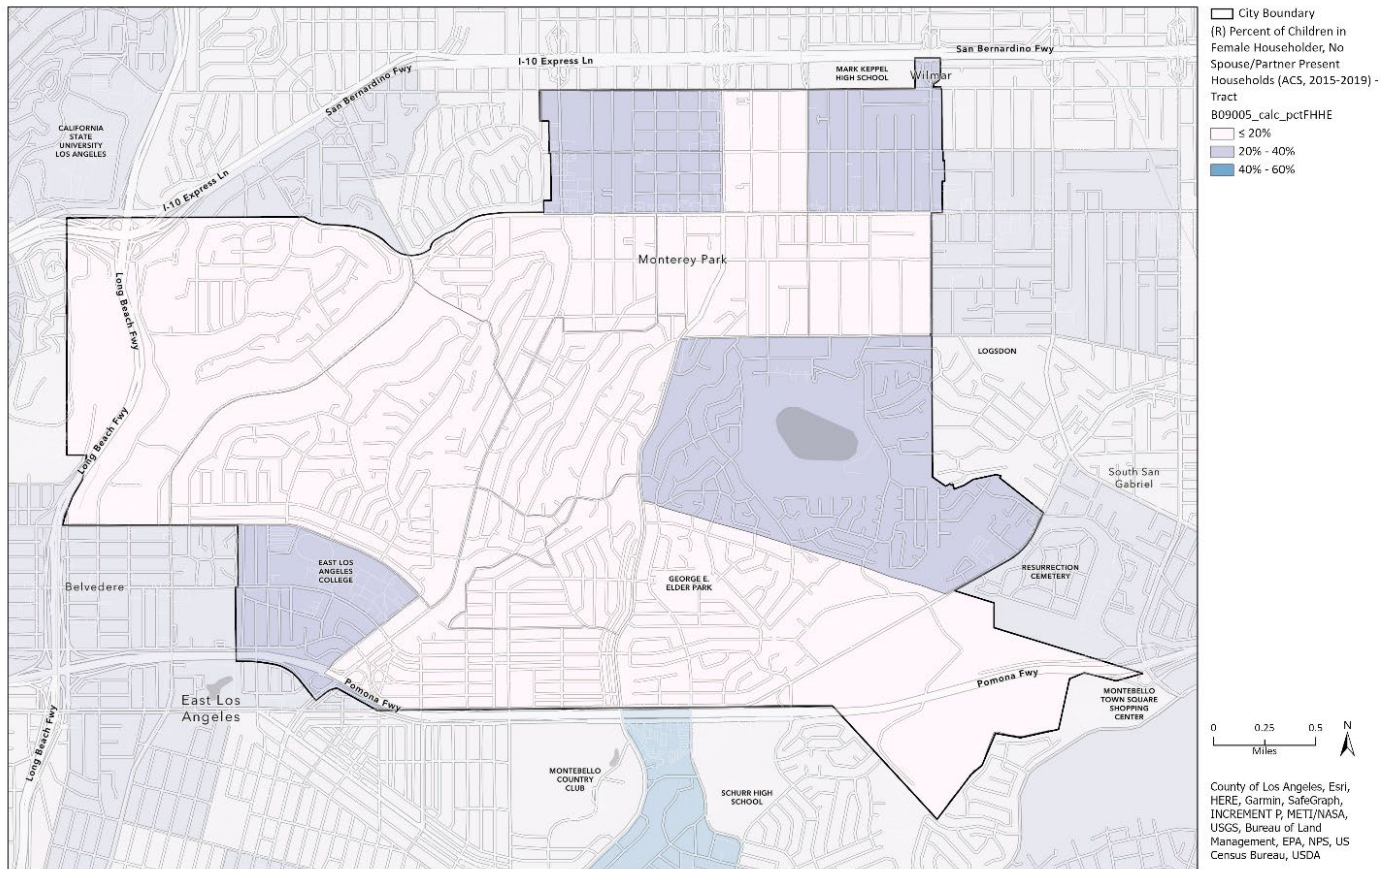 City Boundary
(R) Percent of Children in
Female Householder, No
Spouse/Partner Present
Households (ACS, 2015-2019) -
Tract
B09005_calc_pctFHHE
≤ 20%
20% - 40%
40% - 60%
San Bernardino Fwy
I-10 Express Ln
MARK KEPPEL
HIGH SCHOOL
Wilmar
San Bernardino Fwy
CALIFORNIA
STATE
UNIVERSITY
LOS ANGELES
I-10 Express Ln
Monterey Park
Long Beach Fwy
LOGSDON
Long Beach Fwy
South San
Gabriel
EAST LOS
ANGELES
COLLEGE
Belvedere
GEORGE E.
ELDER PARK
RESURRECTION
CEMETERY
Pomona Fwy
Pomona Fwy
East Los
Angeles
MONTEBELLO
TOWN SQUARE
SHOPPING
CENTER
Long Beach Fwy
MONTEBELLO
COUNTRY
CLUB
SCHURR HIGH
SCHOOL
0 0.25 0.5
Miles
N
County of Los Angeles, Esri,
HERE, Garmin, SafeGraph,
INCREMENT P, METI/NASA,
USGS, Bureau of Land
Management, EPA, NPS, US
Census Bureau, USDA